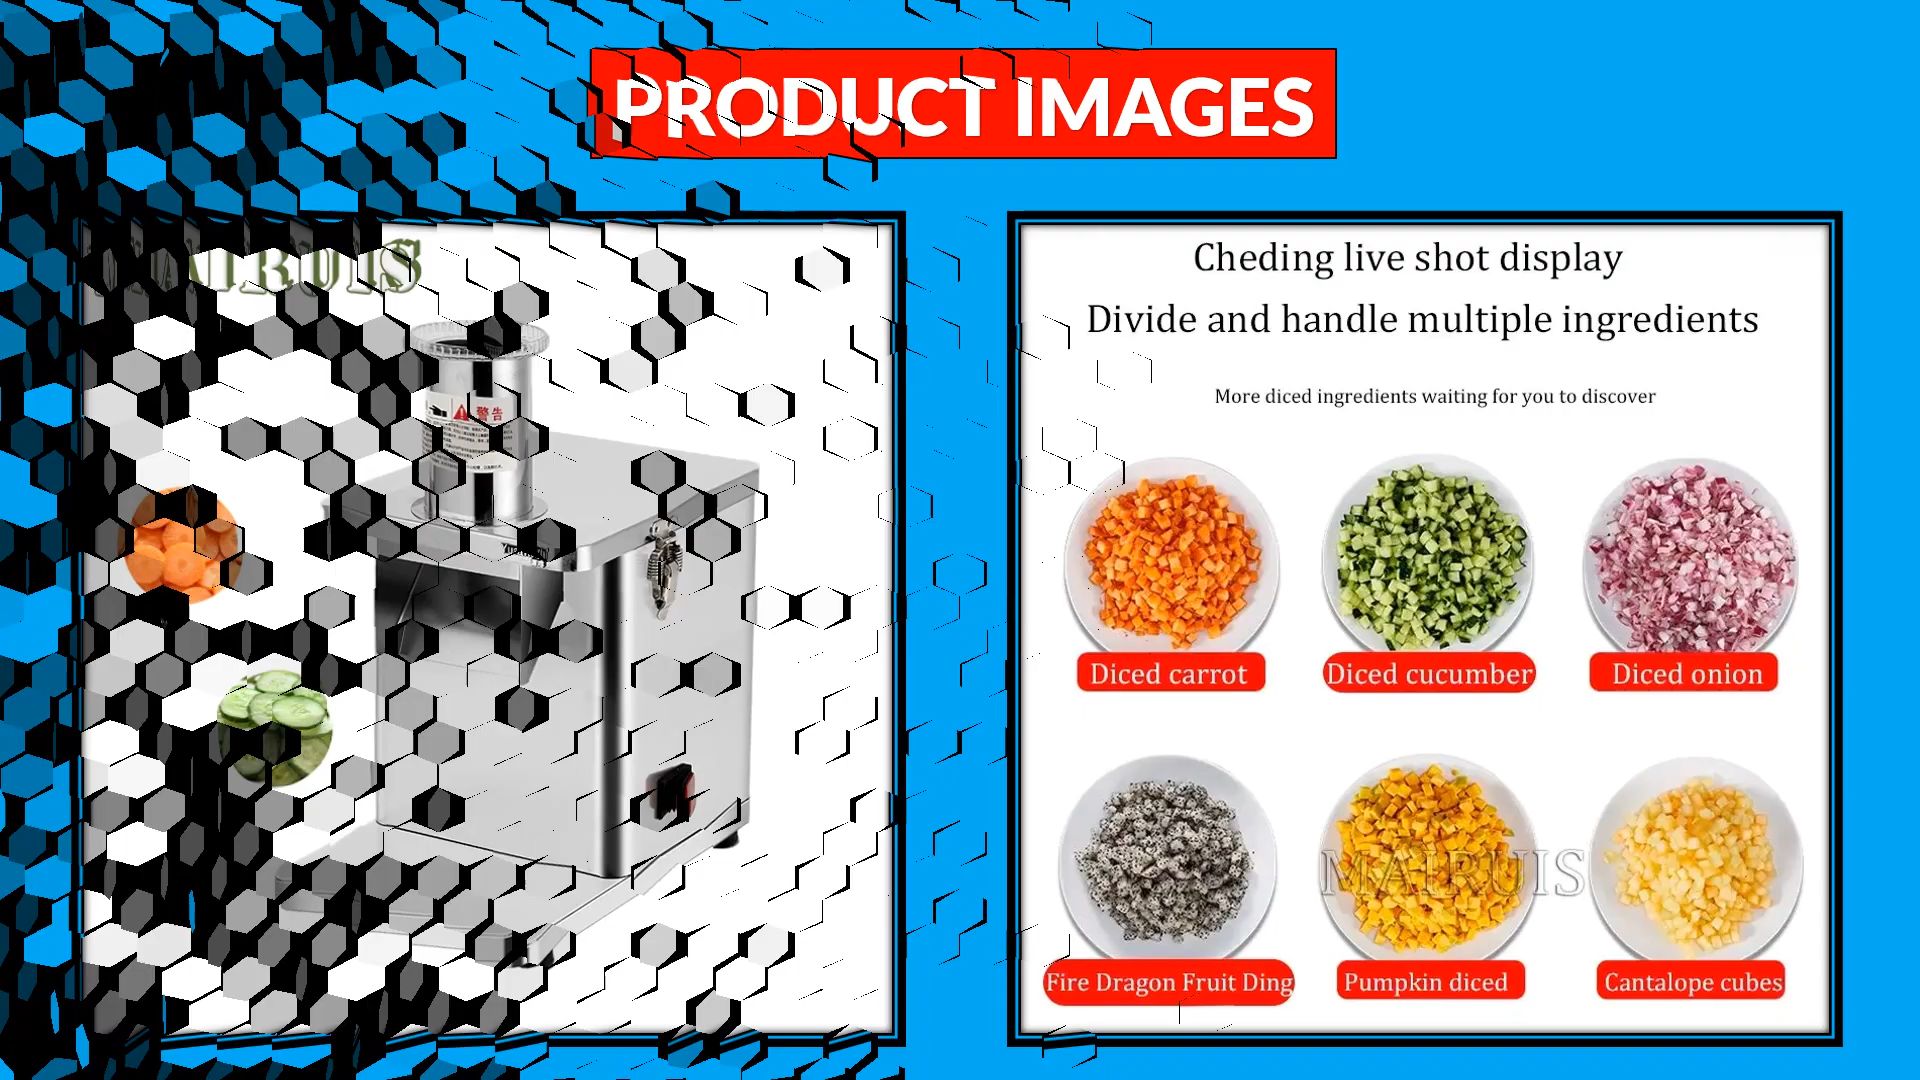 PRODUCT IMAGES
MAIRUIS
警告
Cheding live shot display
Divide and handle multiple ingredients
More diced ingredients waiting for you to discover
Diced carrot
Diced cucumber
Diced onion
MAIRUIS
Fire Dragon Fruit Ding
Pumpkin diced
Cantalope cubes